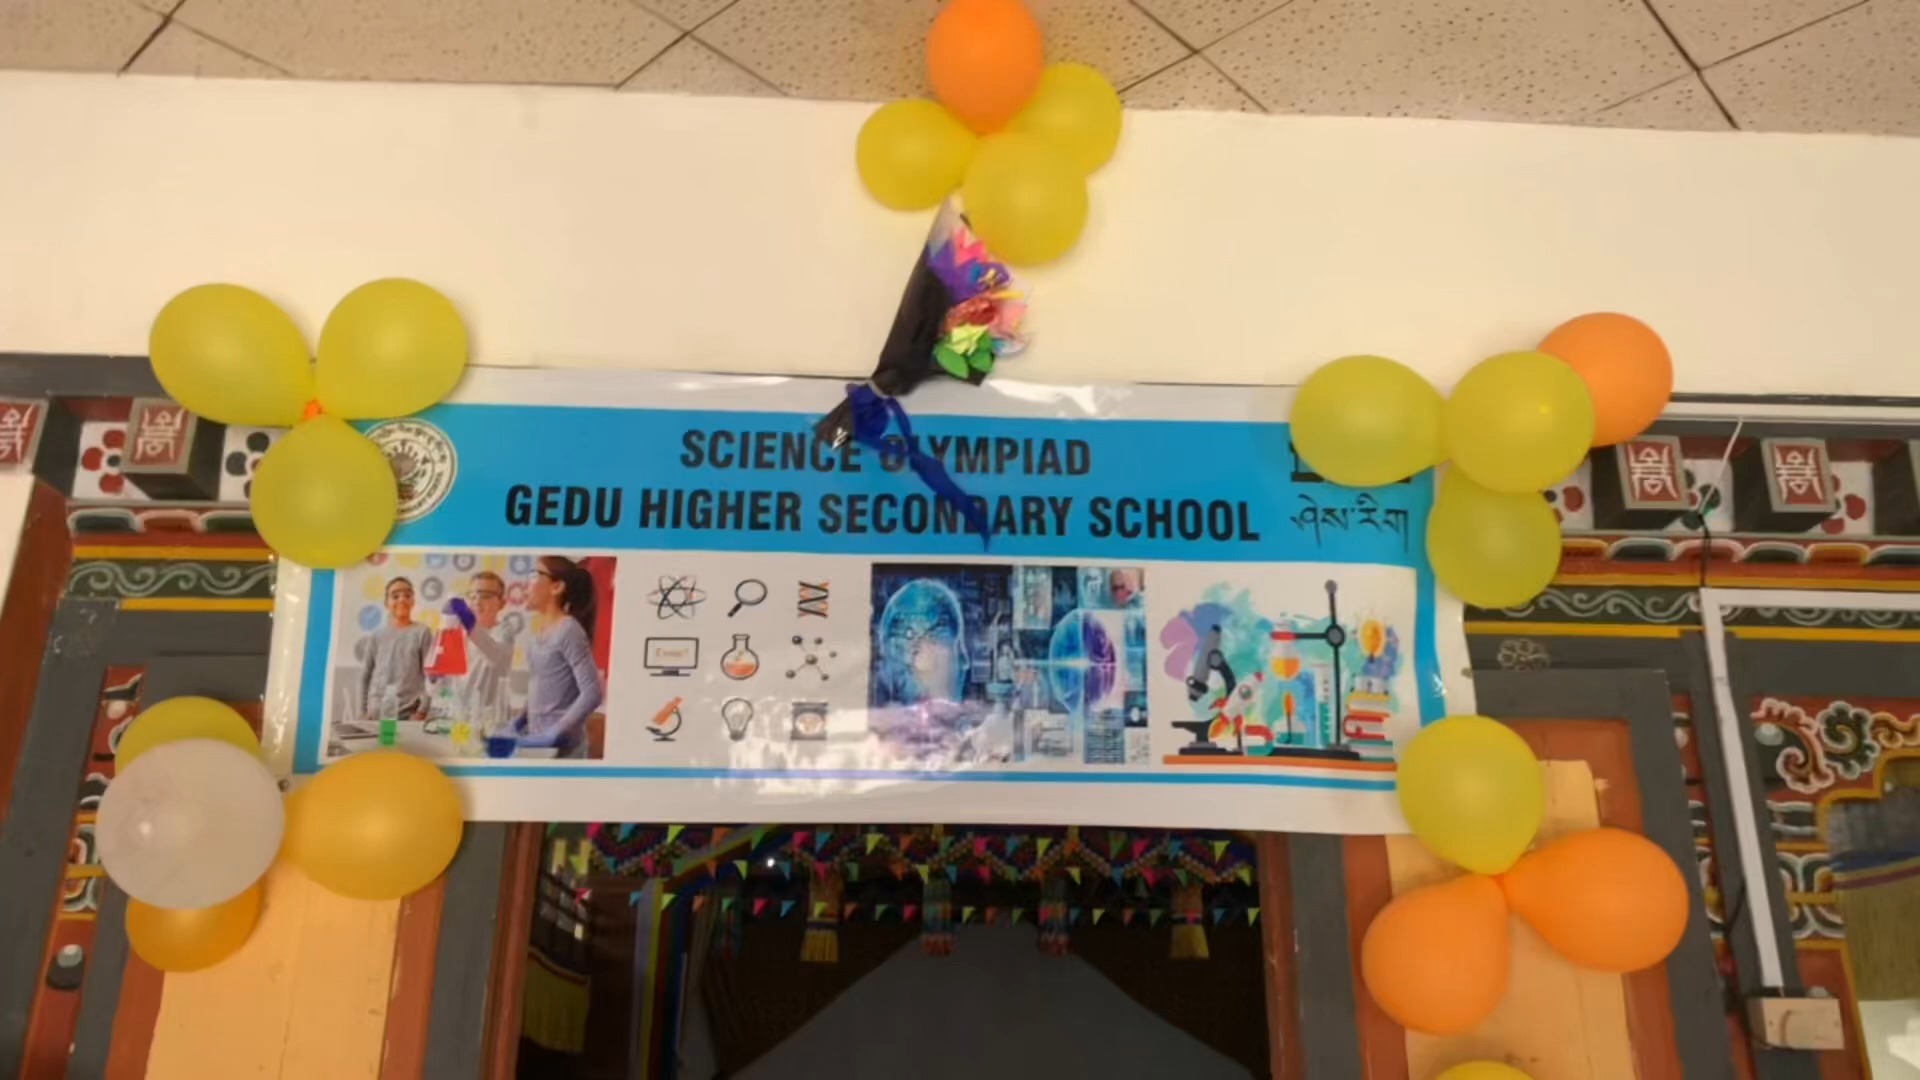 SCIENCE OLYMPIAD
GEDU HIGHER SECONDARY SCHOOL
ཤེས་རིག